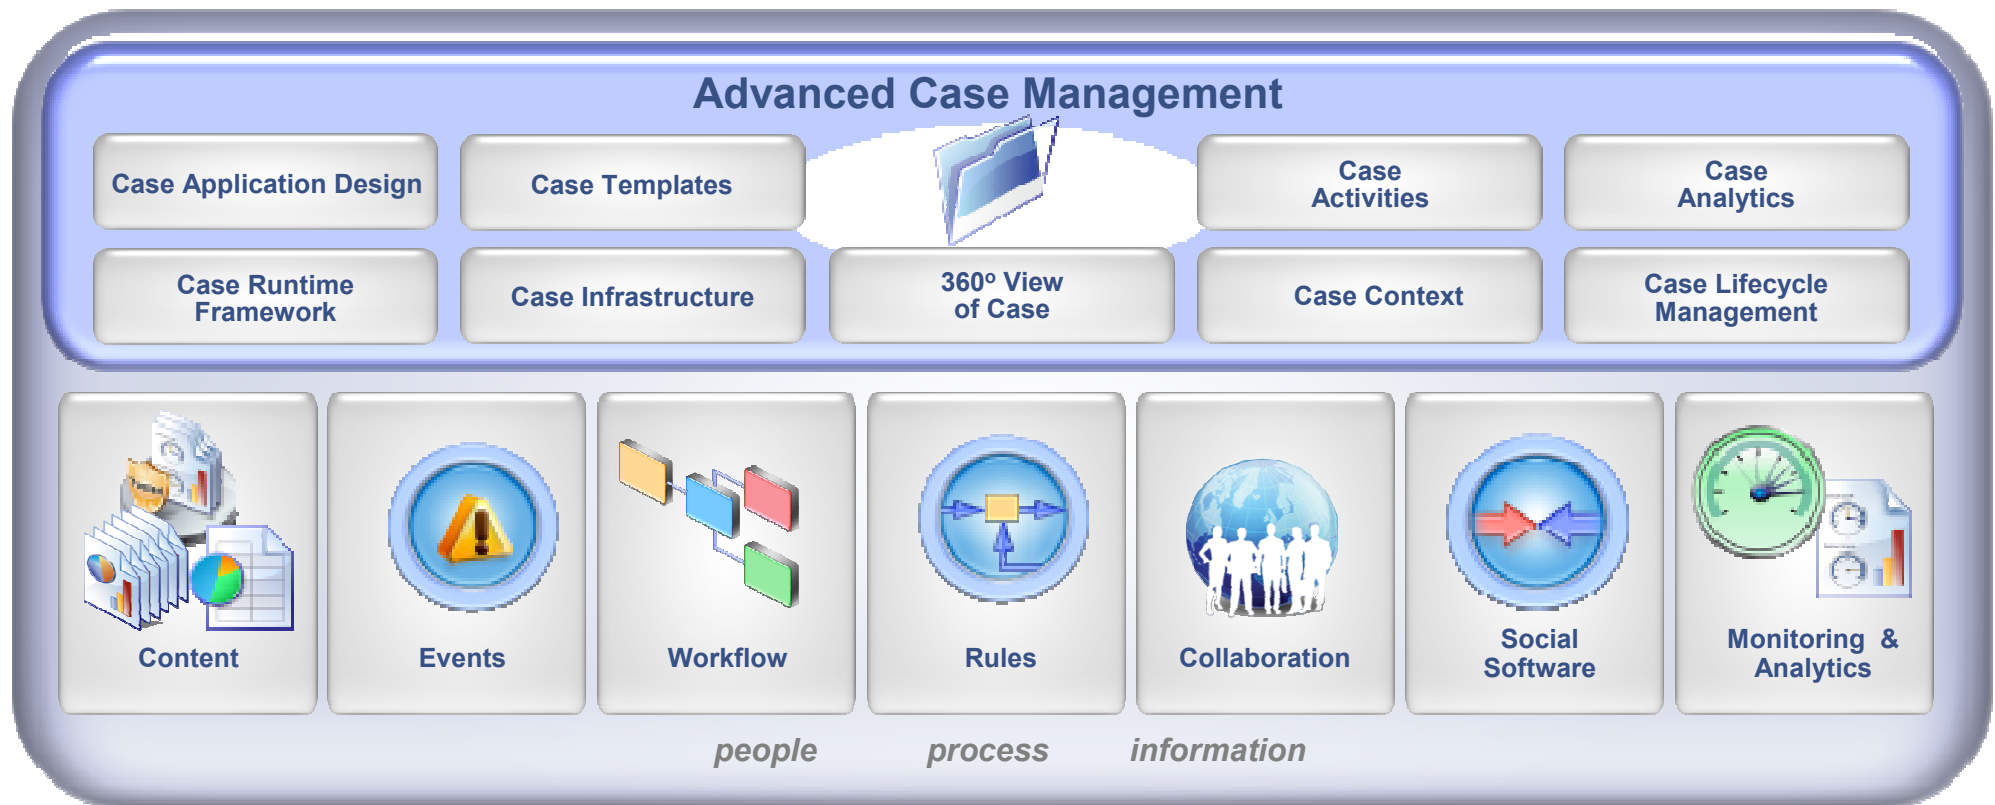 Advanced Case Management
Case Application Design
Case Templates
Case
Activities
Case
Analytics
Case Runtime
Framework
Case Infrastructure
360º View
of Case
Case Context
Case Lifecycle
Management
Content
Events
Workflow
Rules
Collaboration
Social
Software
Monitoring &
Analytics
people process information